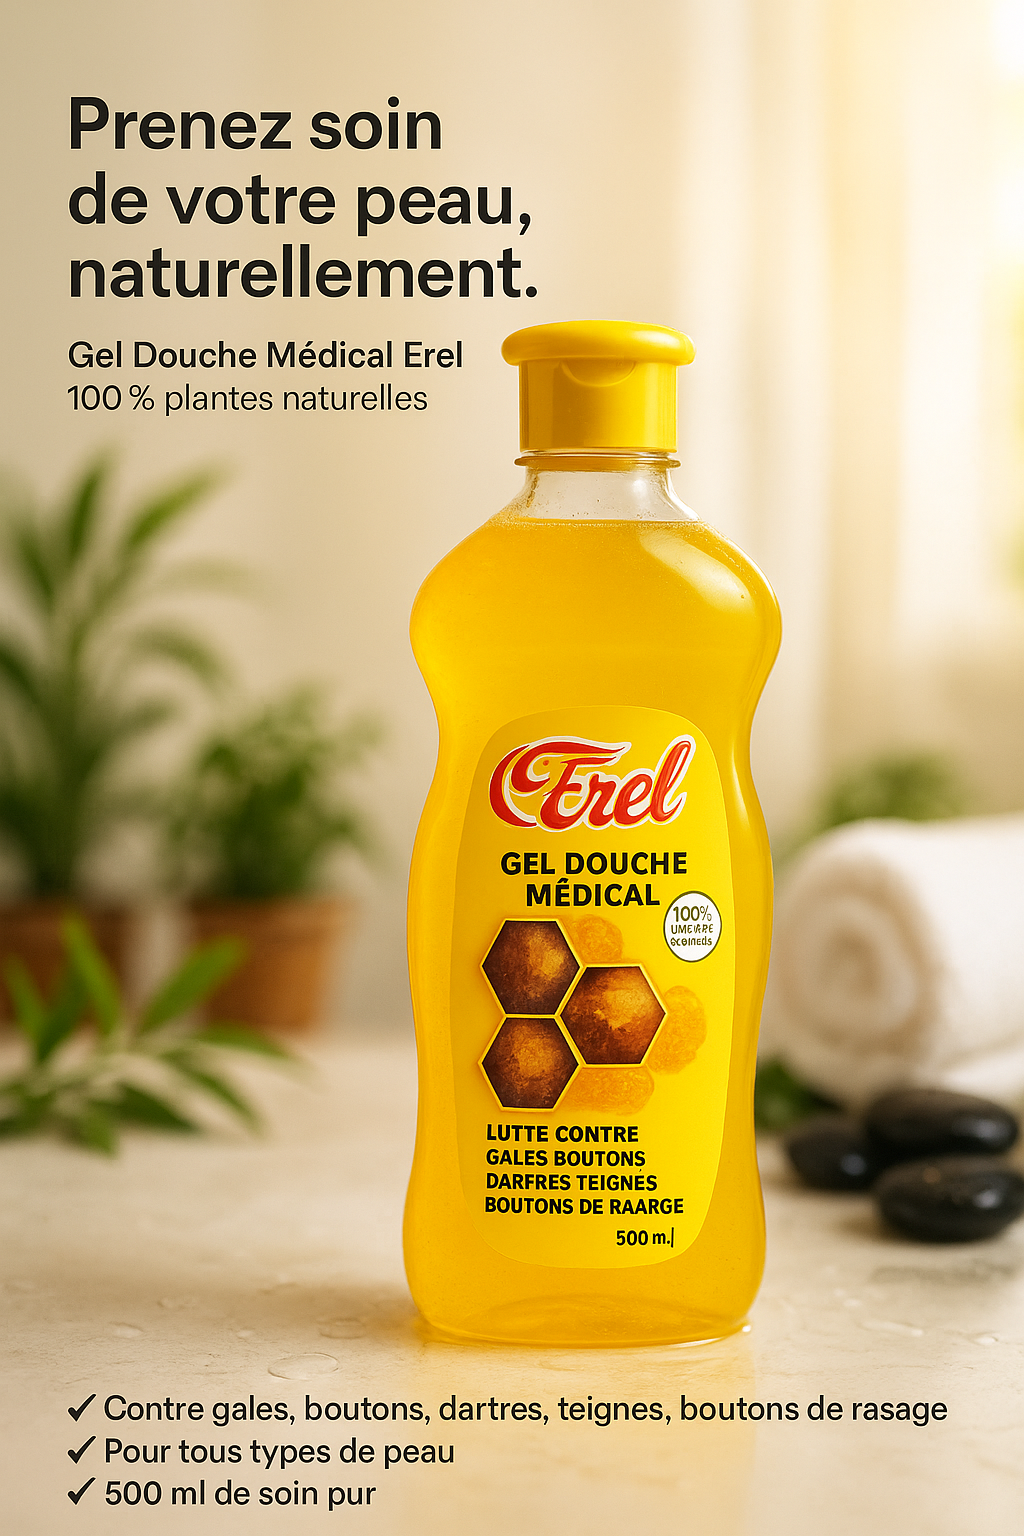 Prenez soin
de votre peau,
naturellement.
Gel Douche Médical Erel
100 % plantes naturelles
Erel
GEL DOUCHE
MÉDICAL
100%
LUTTE CONTRE
GALES BOUTONS
DARFRES TEIGNES
BOUTONS DE RAARGE
500 m.|
✓ Contre gales, boutons, dartres, teignes, boutons de rasage
✓ Pour tous types de peau
✓ 500 ml de soin pur